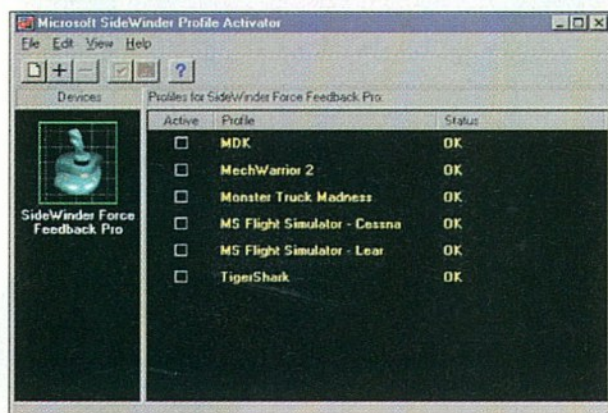 Microsoft SideWinder Profile Activator
File Edit View Help
Devices
Profiles for SideWinder Force Feedback Pro:
SideWinder Force
Feedback Pro
Active Profile Status
MDK OK
MechWarrior 2 OK
Monster Truck Madness OK
MS Flight Simulator - Cessna OK
MS Flight Simulator - Lear OK
TigerShark OK